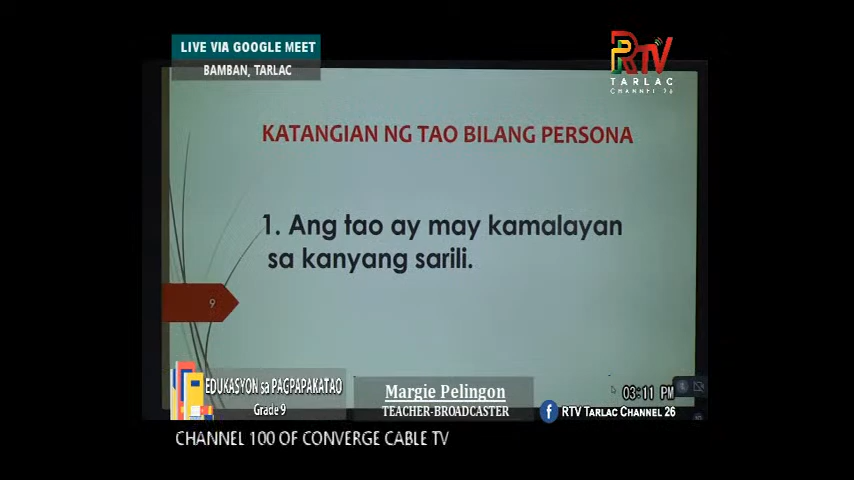 LIVE VIA GOOGLE MEET
BAMBAN, TARLAC
RTV
TARLAC
CHANNEL 26
KATANGIAN NG TAO BILANG PERSONA
1. Ang tao ay may kamalayan
sa kanyang sarili.
9
EDUKASYON sa PAGPAPAKATAO
Grade 9
Margie Pelingon
TEACHER-BROADCASTER
03:11 PM
RTV TARLAC CHANNEL 26
CHANNEL 100 OF CONVERGE CABLE TV